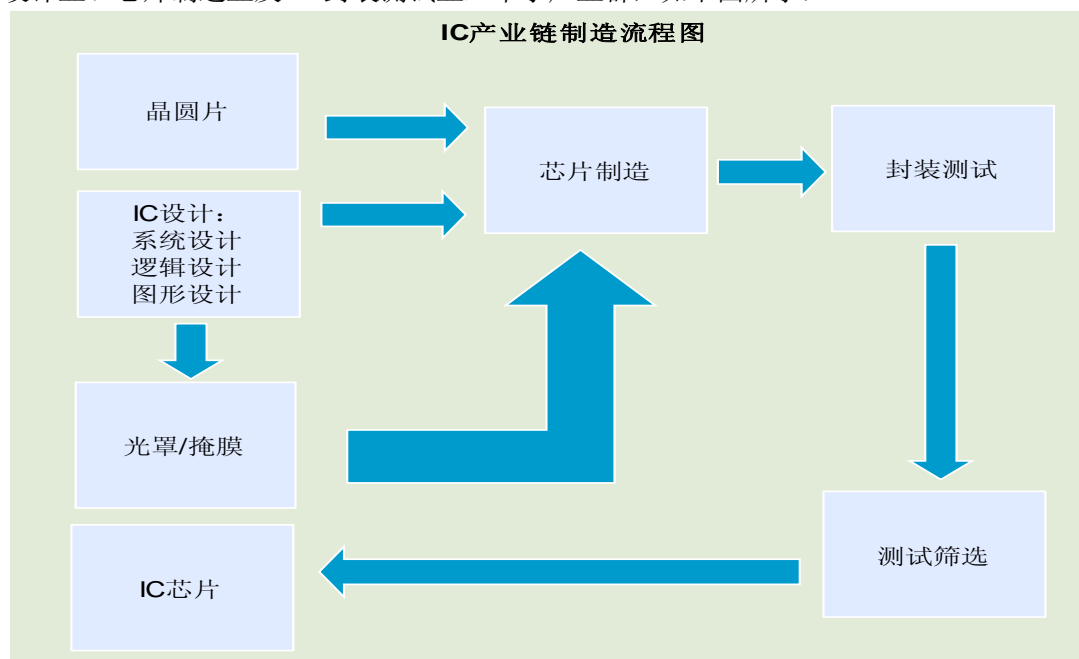 IC产业链制造流程图
晶圆片
芯片制造
封装测试
IC设计：
系统设计
逻辑设计
图形设计
光罩/掩膜
测试筛选
IC芯片